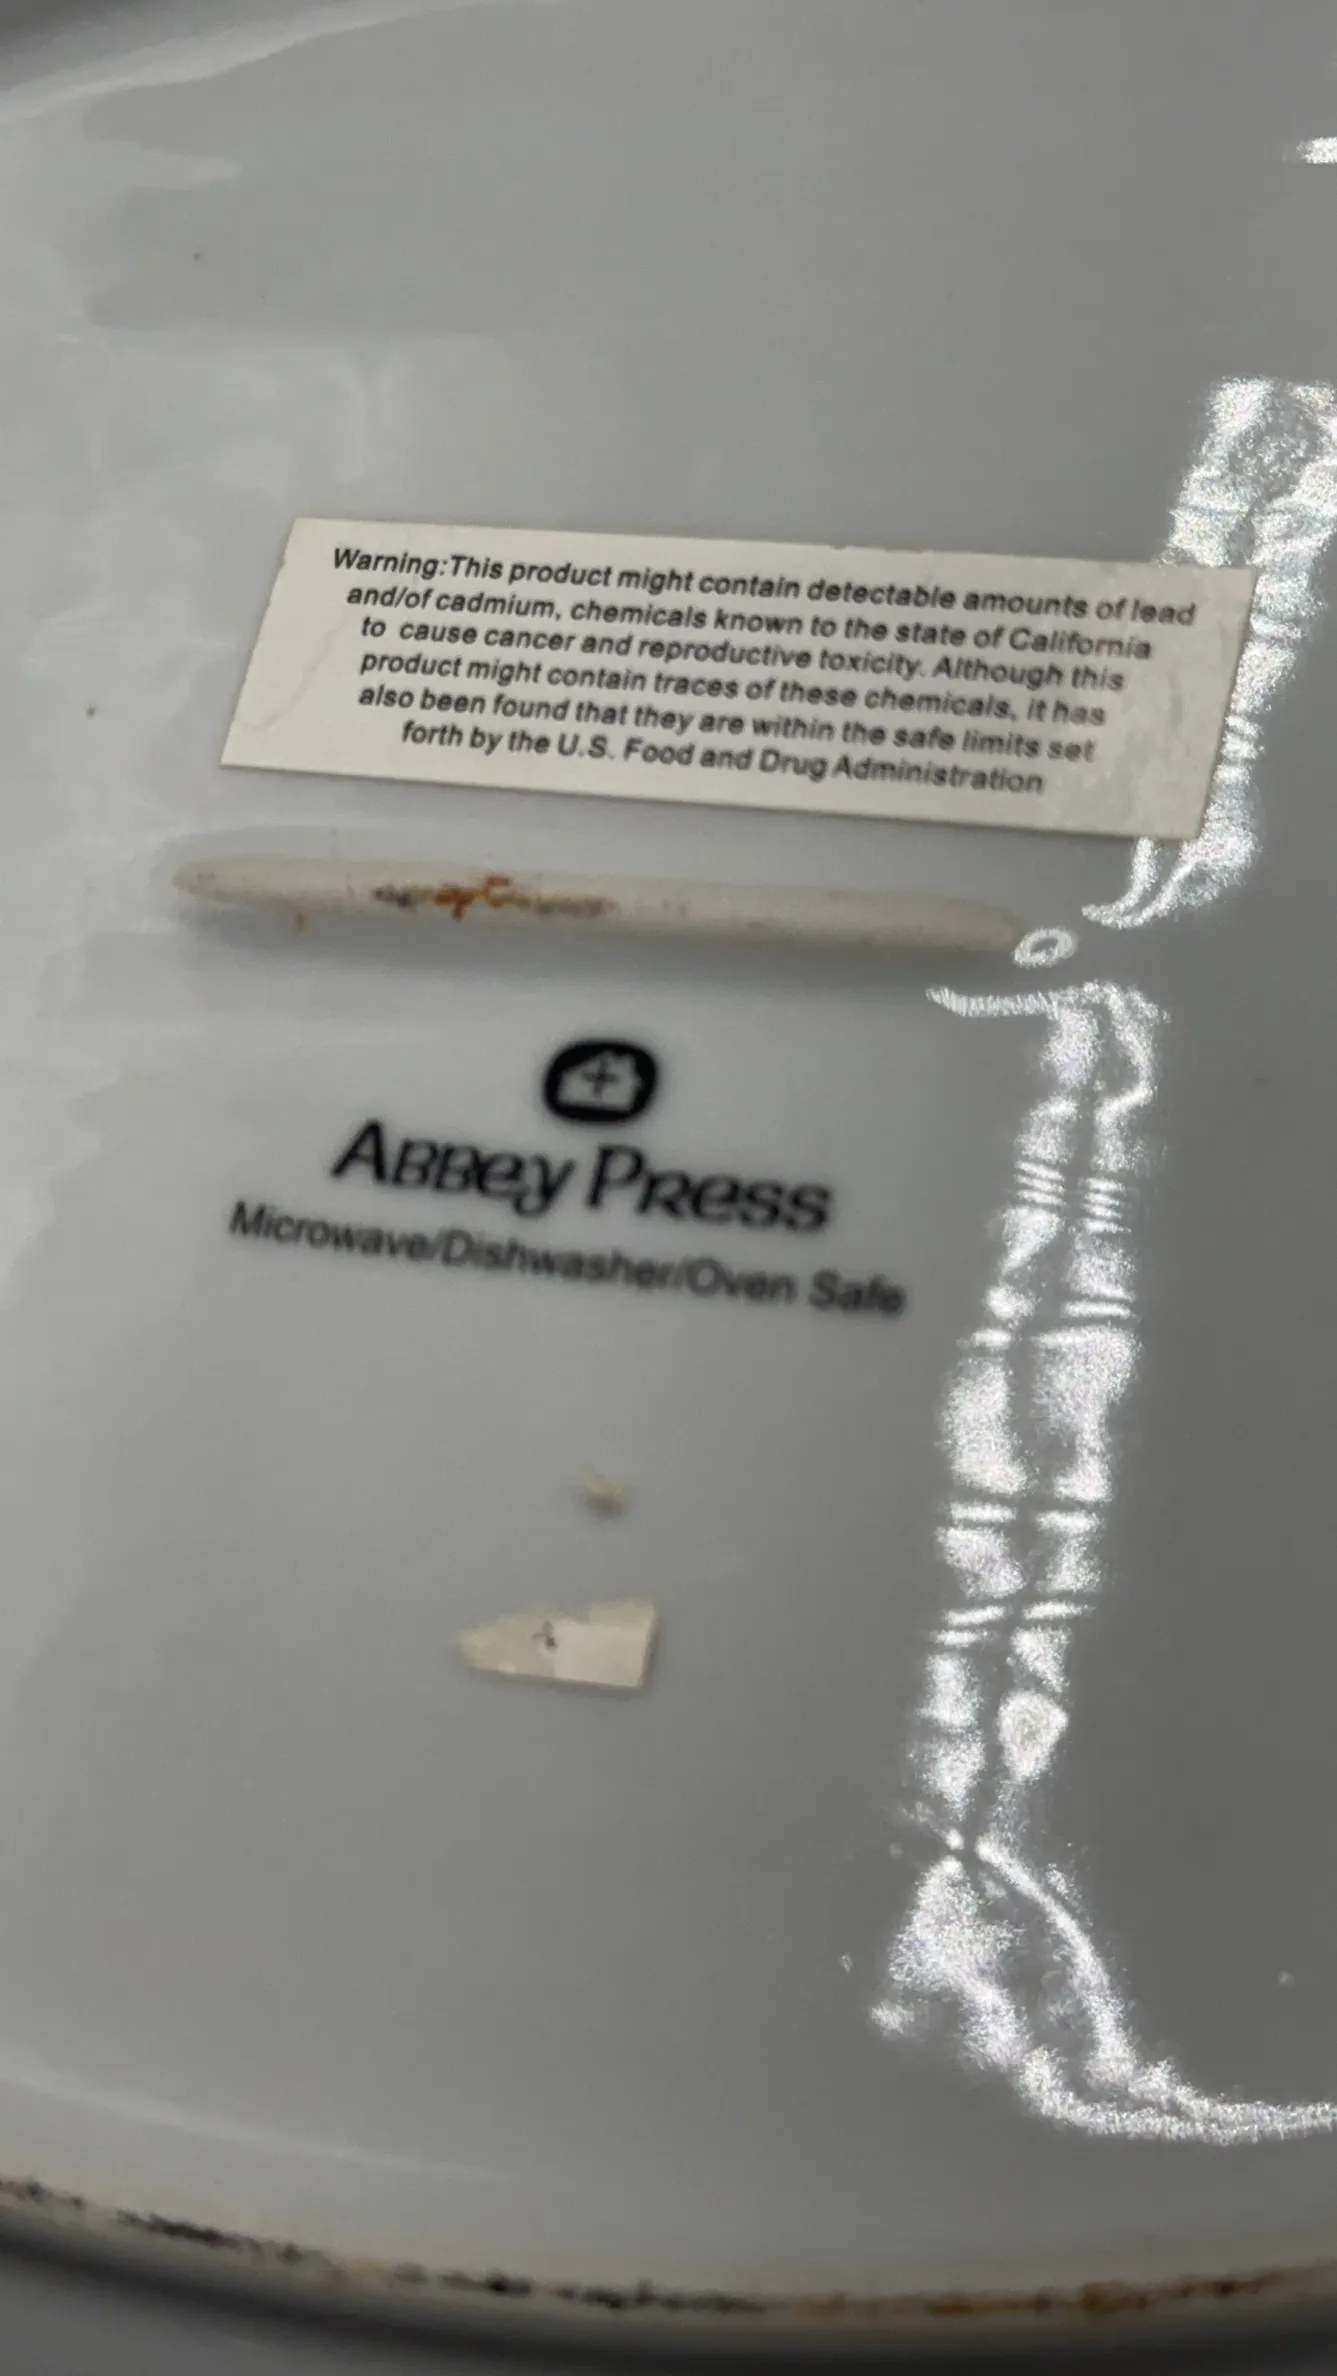 Warning:This product might contain detectable amounts of lead
and/of cadmium, chemicals known to the state of California
to cause cancer and reproductive toxicity. Although this
product might contain traces of these chemicals, it has
also been found that they are within the safe limits set
forth by the U.S. Food and Drug Administration
ABBey PRess
Microwave/Dishwasher/Oven Safe